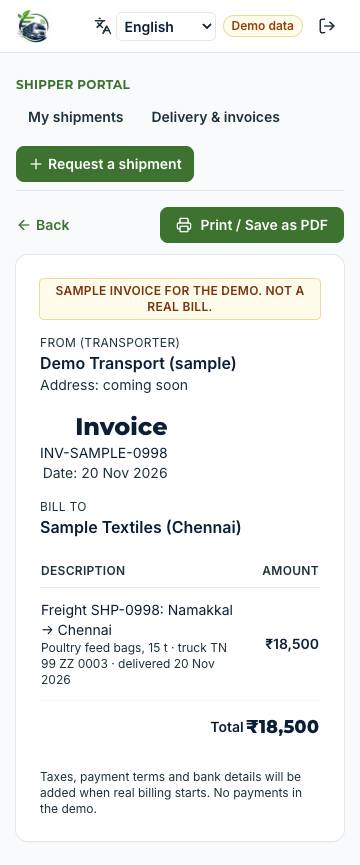 English
Demo data
SHIPPER PORTAL
My shipments
Delivery & invoices
+ Request a shipment
← Back
Print / Save as PDF
SAMPLE INVOICE FOR THE DEMO. NOT A
REAL BILL.
FROM (TRANSPORTER)
Demo Transport (sample)
Address: coming soon
Invoice
INV-SAMPLE-0998
Date: 20 Nov 2026
BILL TO
Sample Textiles (Chennai)
DESCRIPTION AMOUNT
Freight SHP-0998: Namakkal
→ Chennai
Poultry feed bags, 15 t · truck TN
99 ZZ 0003 · delivered 20 Nov
2026
₹18,500
Total ₹18,500
Taxes, payment terms and bank details will be
added when real billing starts. No payments in
the demo.